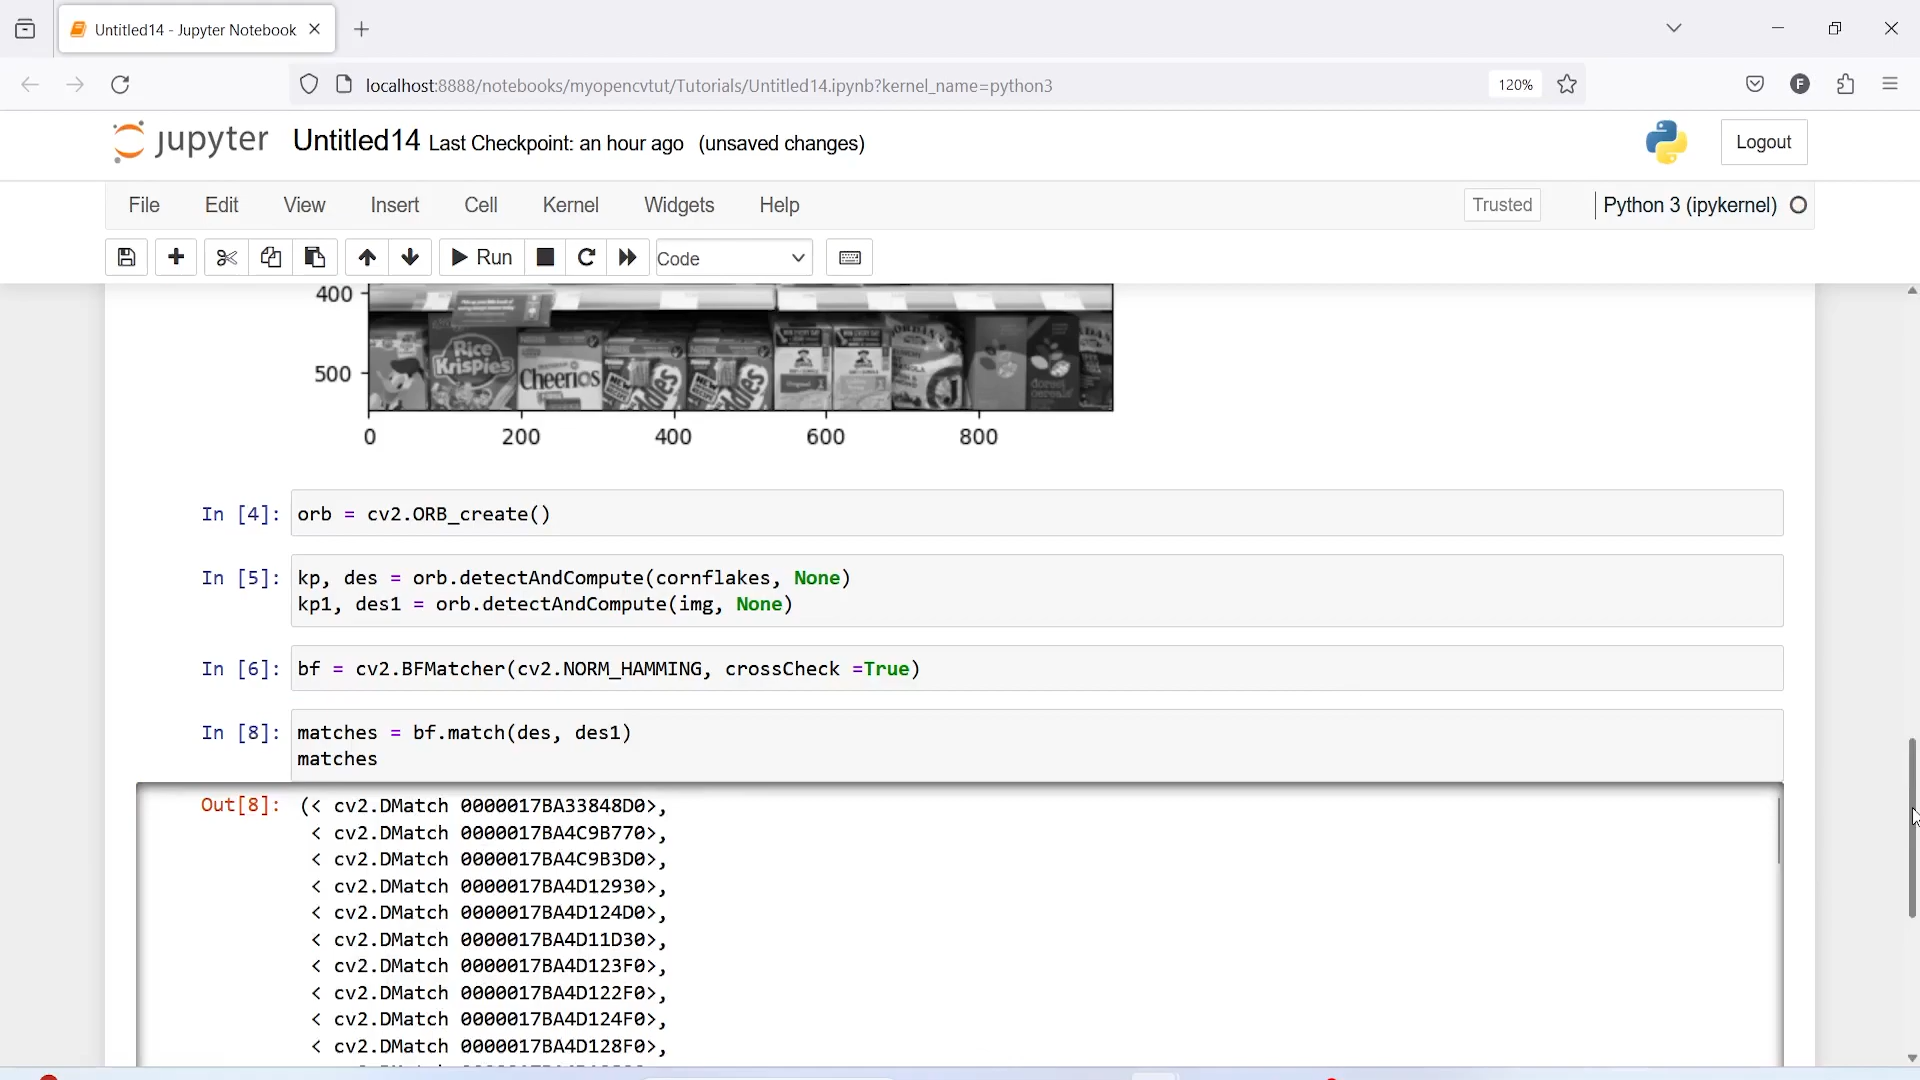 Untitled14 - Jupyter Notebook
localhost:8888/notebooks/myopencvtut/Tutorials/Untitled14.ipynb?kernel_name=python3
120%
F
jupyter Untitled14 Last Checkpoint: an hour ago (unsaved changes)
Logout
File Edit View Insert Cell Kernel Widgets Help
Trusted
Python 3 (ipykernel)
Run
Code
400
500
Rice
Krispies
Cheerios
NEW
NEW
0 200 400 600 800
In [4]: orb = cv2.ORB_create()
In [5]: kp, des = orb.detectAndCompute(cornflakes, None)
kp1, des1 = orb.detectAndCompute(img, None)
In [6]: bf = cv2.BFMatcher(cv2.NORM_HAMMING, crossCheck =True)
In [8]: matches = bf.match(des, des1)
matches
Out[8]: (< cv2.DMatch 0000017BA33848D0>,
< cv2.DMatch 0000017BA4C9B770>,
< cv2.DMatch 0000017BA4C9B3D0>,
< cv2.DMatch 0000017BA4D12930>,
< cv2.DMatch 0000017BA4D124D0>,
< cv2.DMatch 0000017BA4D11D30>,
< cv2.DMatch 0000017BA4D123F0>,
< cv2.DMatch 0000017BA4D122F0>,
< cv2.DMatch 0000017BA4D124F0>,
< cv2.DMatch 0000017BA4D128F0>,